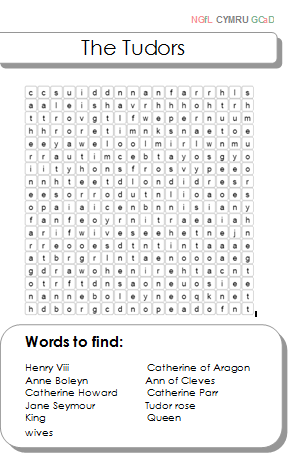 NGfL CYMRU GCaD
The Tudors
c c s u i d d n n a n f a r r h l s
a a l e i s h a v r h h h o h t r h
t t r o v g t l f w e p e r n u u m
h h r o r e t i m n k s n a e t o e
e e y a w e l o o l m i r l w n m u
r r a u t i m c e b t a y o s g y o
i i t y h o n s f r o s v y p e e o
n n h t e e t d l o n d i d r e s r
e e s o r r o d u t n l i o a o e s
o p a i a i c e n b n n i s i a n y
f a n f e o y r n i t r a e a i a h
a r i f w i v e s e e h e t n e j n
r r e o o e s d t n t i n t a a a e
a t b r g r l n t a e n o o o a e g
g d r a w o h e n i r e h t a c n t
o t r f t d n s a o n e u o s i e e
n a n n e b o l e y n e o q k n e t
h d b o r g c d n o p e a d o f n t
Words to find:
Henry Viii Catherine of Aragon
Anne Boleyn Ann of Cleves
Catherine Howard Catherine Parr
Jane Seymour Tudor rose
King Queen
wives